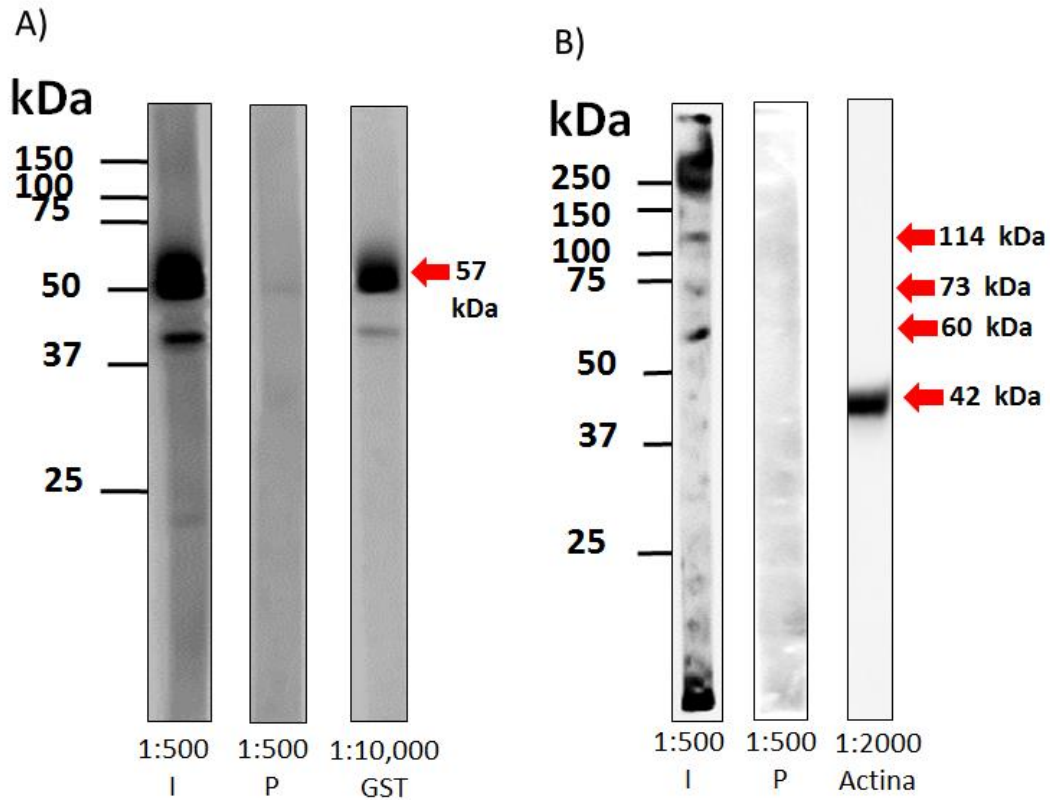 A)
kDa
150
100
75
50
37
25
57
kDa
1:500 1:500 1:10,000
I P GST
B)
kDa
250
150
100
75
50
37
25
114 kDa
73 kDa
60 kDa
42 kDa
1:500 1:500 1:2000
I P Actina